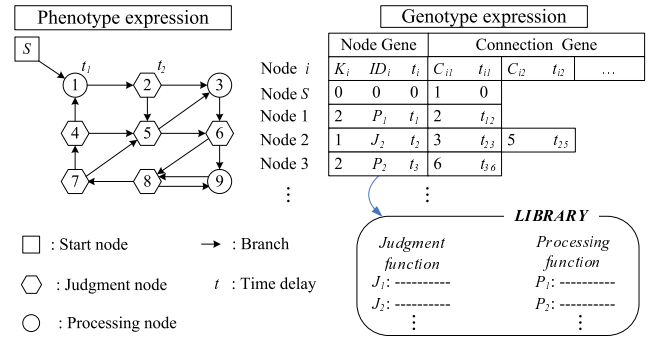 Phenotype expression
Genotype expression
S
t1
t2
1
2
3
4
5
6
7
8
9
Node Gene
Connection Gene
Node i
Ki IDi ti Ci1 ti1 Ci2 ti2 ...
Node S
0 0 0 1 0
Node 1
2 P1 t1 2 t12
Node 2
1 J2 t2 3 t23 5 t25
Node 3
2 P2 t3 6 t36
⋮ ⋮
LIBRARY
Judgment
function
J1: ----------
J2: ----------
⋮
Processing
function
P1: ----------
P2: ----------
⋮
: Start node
: Branch
: Judgment node
t : Time delay
: Processing node